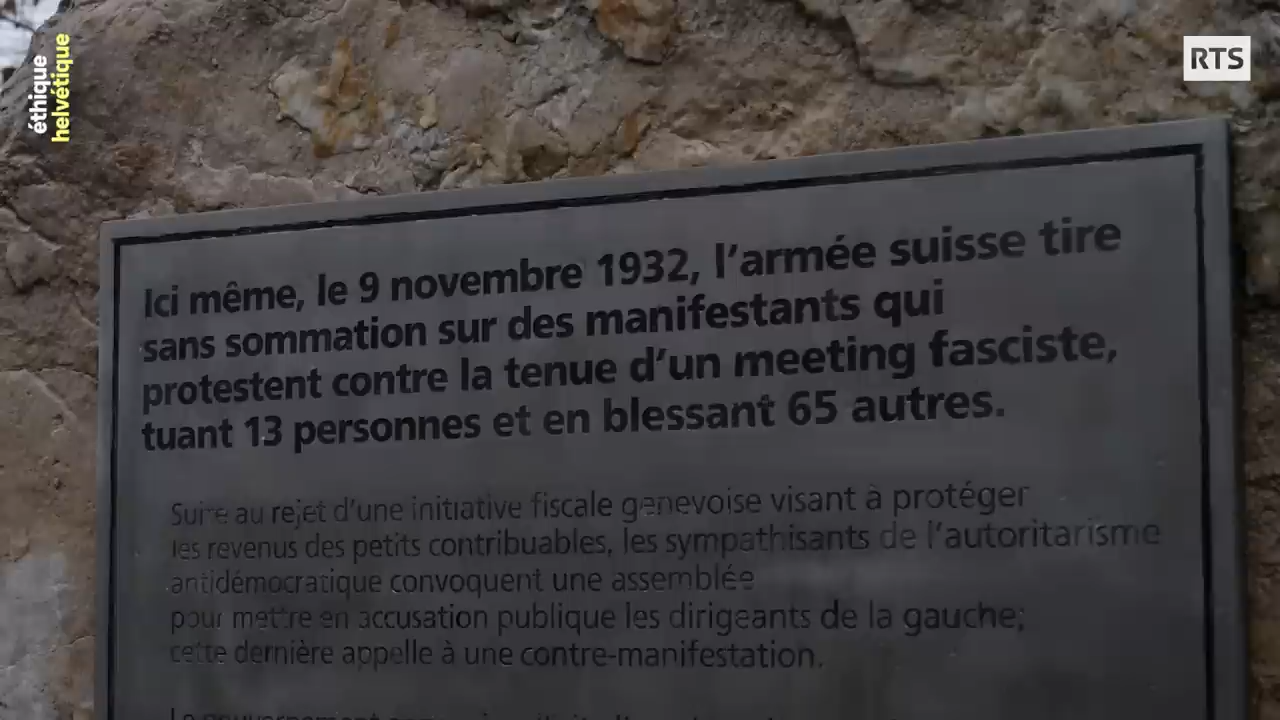 éthique
helvétique
RTS
Ici même, le 9 novembre 1932, l'armée suisse tire
sans sommation sur des manifestants qui
protestent contre la tenue d'un meeting fasciste,
tuant 13 personnes et en blessant 65 autres.
Suite au rejet d'une initiative fiscale genevoise visant à protéger
les revenus des petits contribuables, les sympathisants de l'autoritarisme
antidémocratique convoquent une assemblée
pour mettre en accusation publique les dirigeants de la gauche;
cette dernière appelle à une contre-manifestation.
Le gouvernement